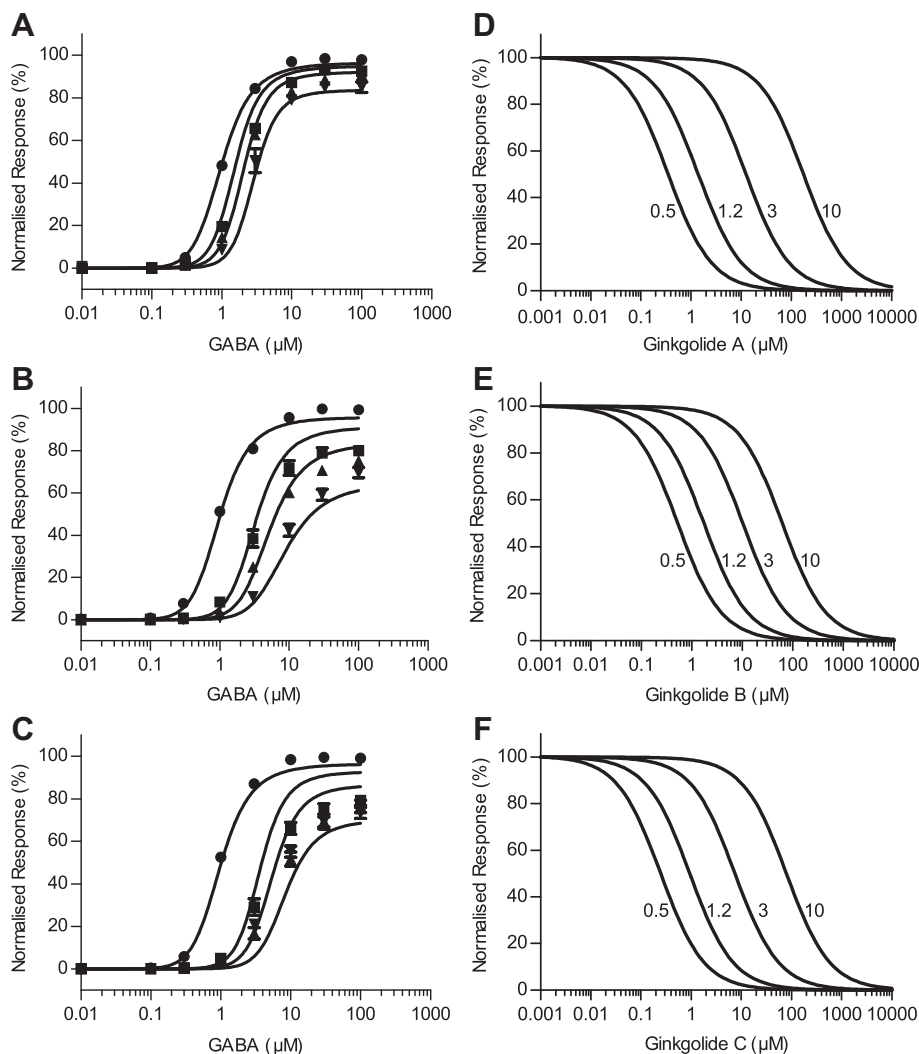 A
Normalised Response (%)
100
80
60
40
20
0
0.01 0.1 1 10 100 1000
GABA (µM)
D
Normalised Response (%)
100
80
60
40
20
0
0.5 1.2 3 10
0.001 0.01 0.1 1 10 100 1000 10000
Ginkgolide A (µM)
B
Normalised Response (%)
100
80
60
40
20
0
0.01 0.1 1 10 100 1000
GABA (µM)
E
Normalised Response (%)
100
80
60
40
20
0
0.5 1.2 3 10
0.001 0.01 0.1 1 10 100 1000 10000
Ginkgolide B (µM)
C
Normalised Response (%)
100
80
60
40
20
0
0.01 0.1 1 10 100 1000
GABA (µM)
F
Normalised Response (%)
100
80
60
40
20
0
0.5 1.2 3 10
0.001 0.01 0.1 1 10 100 1000 10000
Ginkgolide C (µM)